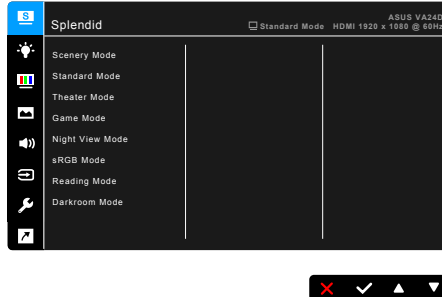 S
Splendid
ASUS VA24D
Standard Mode HDMI 1920 x 1080 @ 60Hz
Scenery Mode
Standard Mode
Theater Mode
Game Mode
Night View Mode
sRGB Mode
Reading Mode
Darkroom Mode